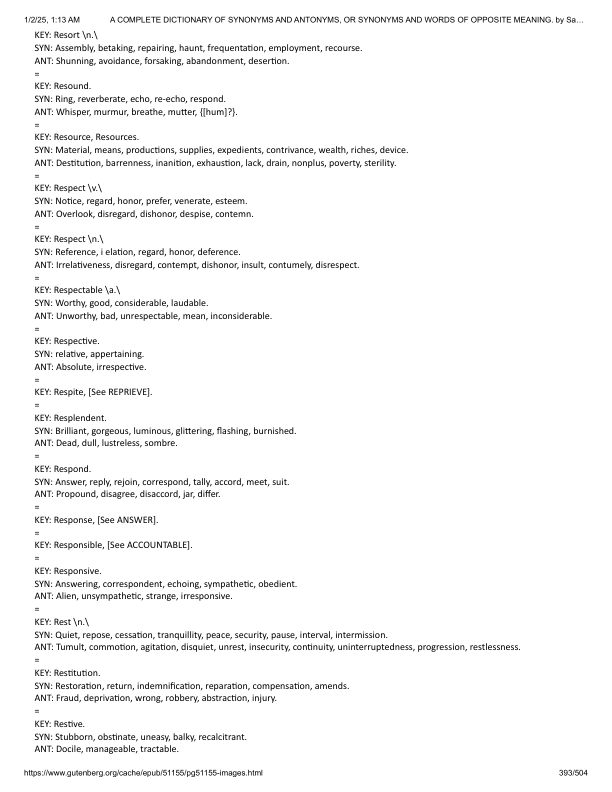 1/2/25, 1:13 AM A COMPLETE DICTIONARY OF SYNONYMS AND ANTONYMS, OR SYNONYMS AND WORDS OF OPPOSITE MEANING. by Sa...
KEY: Resort \n.\
SYN: Assembly, betaking, repairing, haunt, frequentation, employment, recourse.
ANT: Shunning, avoidance, forsaking, abandonment, desertion.
=
KEY: Resound.
SYN: Ring, reverberate, echo, re-echo, respond.
ANT: Whisper, murmur, breathe, mutter, {[hum]?}.
=
KEY: Resource, Resources.
SYN: Material, means, productions, supplies, expedients, contrivance, wealth, riches, device.
ANT: Destitution, barrenness, inanition, exhaustion, lack, drain, nonplus, poverty, sterility.
=
KEY: Respect \v.\
SYN: Notice, regard, honor, prefer, venerate, esteem.
ANT: Overlook, disregard, dishonor, despise, contemn.
=
KEY: Respect \n.\
SYN: Reference, i elation, regard, honor, deference.
ANT: Irrelativeness, disregard, contempt, dishonor, insult, contumely, disrespect.
=
KEY: Respectable \a.\
SYN: Worthy, good, considerable, laudable.
ANT: Unworthy, bad, unrespectable, mean, inconsiderable.
=
KEY: Respective.
SYN: relative, appertaining.
ANT: Absolute, irrespective.
=
KEY: Respite, [See REPRIEVE].
=
KEY: Resplendent.
SYN: Brilliant, gorgeous, luminous, glittering, flashing, burnished.
ANT: Dead, dull, lustreless, sombre.
=
KEY: Respond.
SYN: Answer, reply, rejoin, correspond, tally, accord, meet, suit.
ANT: Propound, disagree, disaccord, jar, differ.
=
KEY: Response, [See ANSWER].
=
KEY: Responsible, [See ACCOUNTABLE].
=
KEY: Responsive.
SYN: Answering, correspondent, echoing, sympathetic, obedient.
ANT: Alien, unsympathetic, strange, irresponsive.
=
KEY: Rest \n.\
SYN: Quiet, repose, cessation, tranquillity, peace, security, pause, interval, intermission.
ANT: Tumult, commotion, agitation, disquiet, unrest, insecurity, continuity, uninterruptedness, progression, restlessness.
=
KEY: Restitution.
SYN: Restoration, return, indemnification, reparation, compensation, amends.
ANT: Fraud, deprivation, wrong, robbery, abstraction, injury.
=
KEY: Restive.
SYN: Stubborn, obstinate, uneasy, balky, recalcitrant.
ANT: Docile, manageable, tractable.
https://www.gutenberg.org/cache/epub/51155/pg51155-images.html 393/504